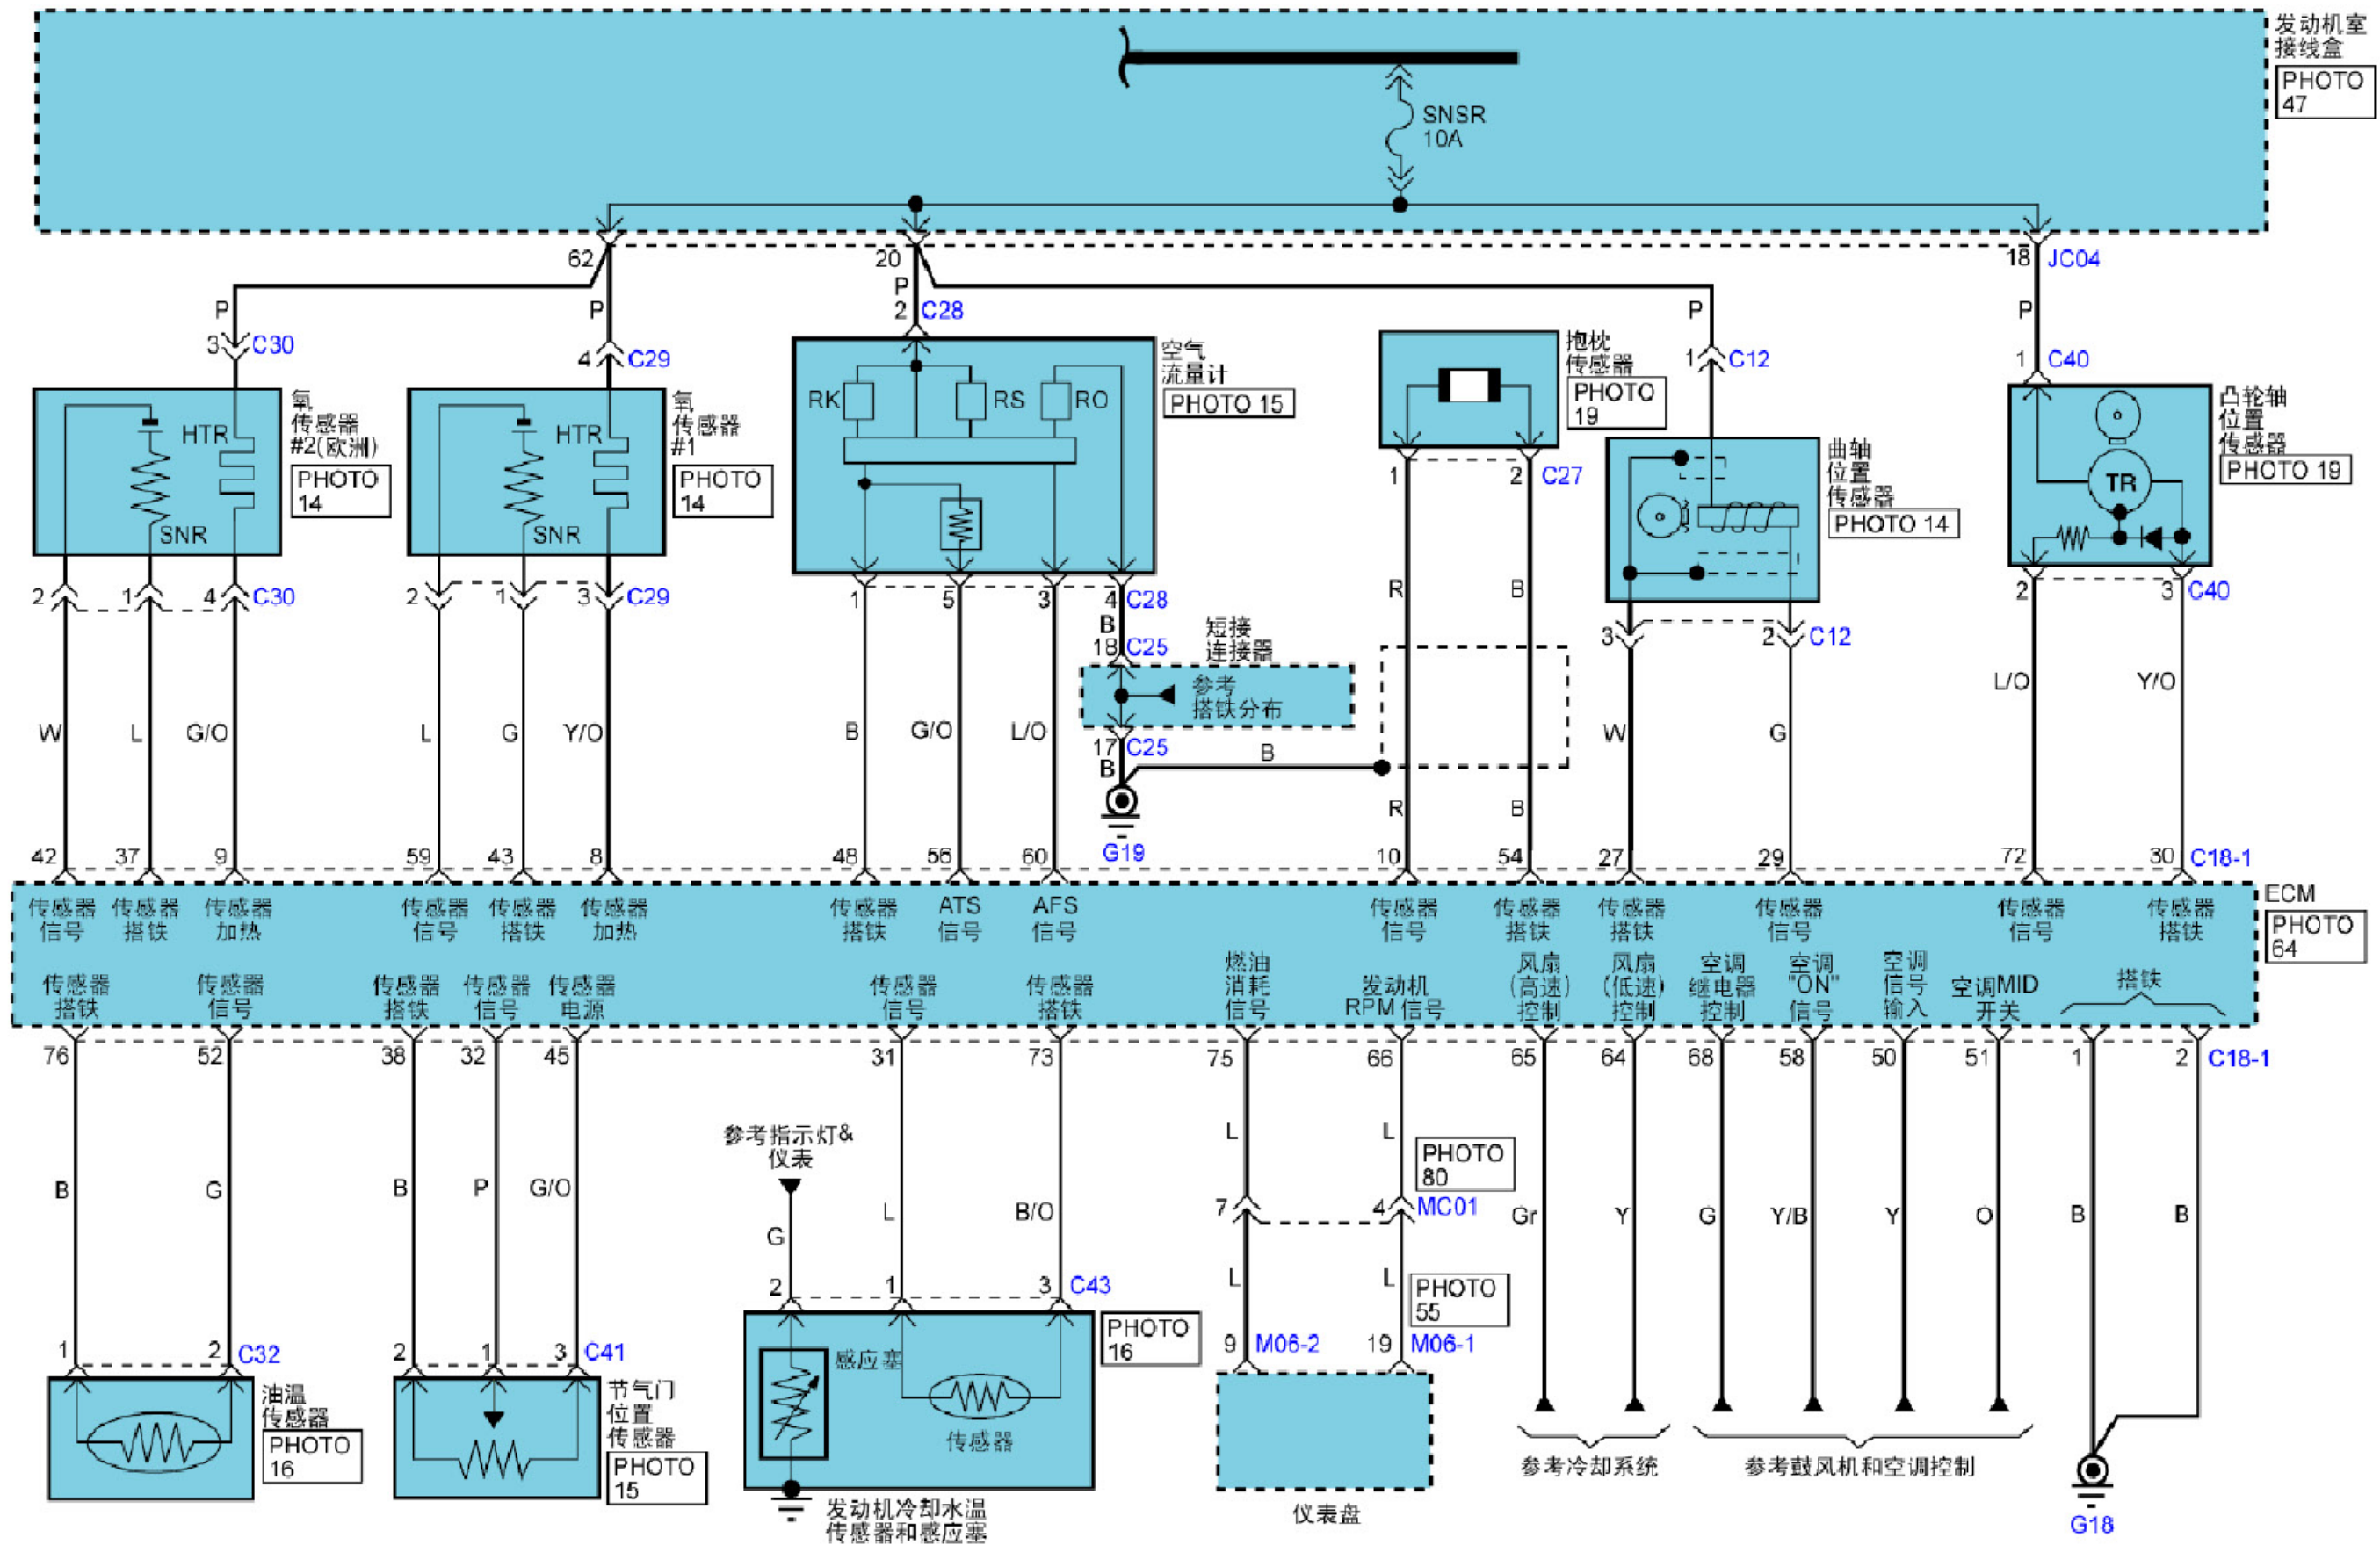 发动机室
接线盒
PHOTO
47
SNSR
10A
62
20
18
JC04
P
3
C30
P
4
C29
P
2
C28
P
1
C12
P
1
C40
氧
传感器
#2(欧洲)
PHOTO
14
HTR
SNR
氧
传感器
#1
PHOTO
14
HTR
SNR
空气
流量计
PHOTO 15
RK
RS
RO
抱枕
传感器
PHOTO
19
曲轴
位置
传感器
PHOTO 14
凸轮轴
位置
传感器
PHOTO 19
TR
1
2
C27
2
1
4
C30
2
1
3
C29
1
5
3
4
C28
R
B
3
2
C12
2
3
C40
B
18
C25
短接
连接器
参考
搭铁分布
17
C25
B
B
G19
W
L
G/O
L
G
Y/O
B
G/O
L/O
R
B
W
G
L/O
Y/O
42
37
9
59
43
8
48
56
60
10
54
27
29
72
30
C18-1
ECM
PHOTO
64
传感器
信号
传感器
搭铁
传感器
加热
传感器
信号
传感器
搭铁
传感器
加热
传感器
搭铁
ATS
信号
AFS
信号
传感器
信号
传感器
搭铁
传感器
搭铁
传感器
信号
传感器
信号
传感器
搭铁
传感器
搭铁
传感器
信号
传感器
搭铁
传感器
信号
传感器
电源
传感器
信号
传感器
搭铁
燃油
消耗
信号
发动机
RPM 信号
风扇
(高速)
控制
风扇
(低速)
控制
空调
继电器
控制
空调
"ON"
信号
空调
信号
输入
空调MID
开关
搭铁
76
52
38
32
45
31
73
75
66
65
64
68
58
50
51
1
2
C18-1
B
G
B
P
G/O
参考指示灯&
仪表
G
L
B/O
L
L
PHOTO
80
7
4
MC01
L
L
PHOTO
55
Gr
Y
G
Y/B
Y
O
B
B
1
2
C32
2
1
3
C41
2
1
3
C43
9
M06-2
19
M06-1
油温
传感器
PHOTO
16
节气门
位置
传感器
PHOTO
15
感应塞
传感器
PHOTO
16
发动机冷却水温
传感器和感应塞
仪表盘
参考冷却系统
参考鼓风机和空调控制
G18